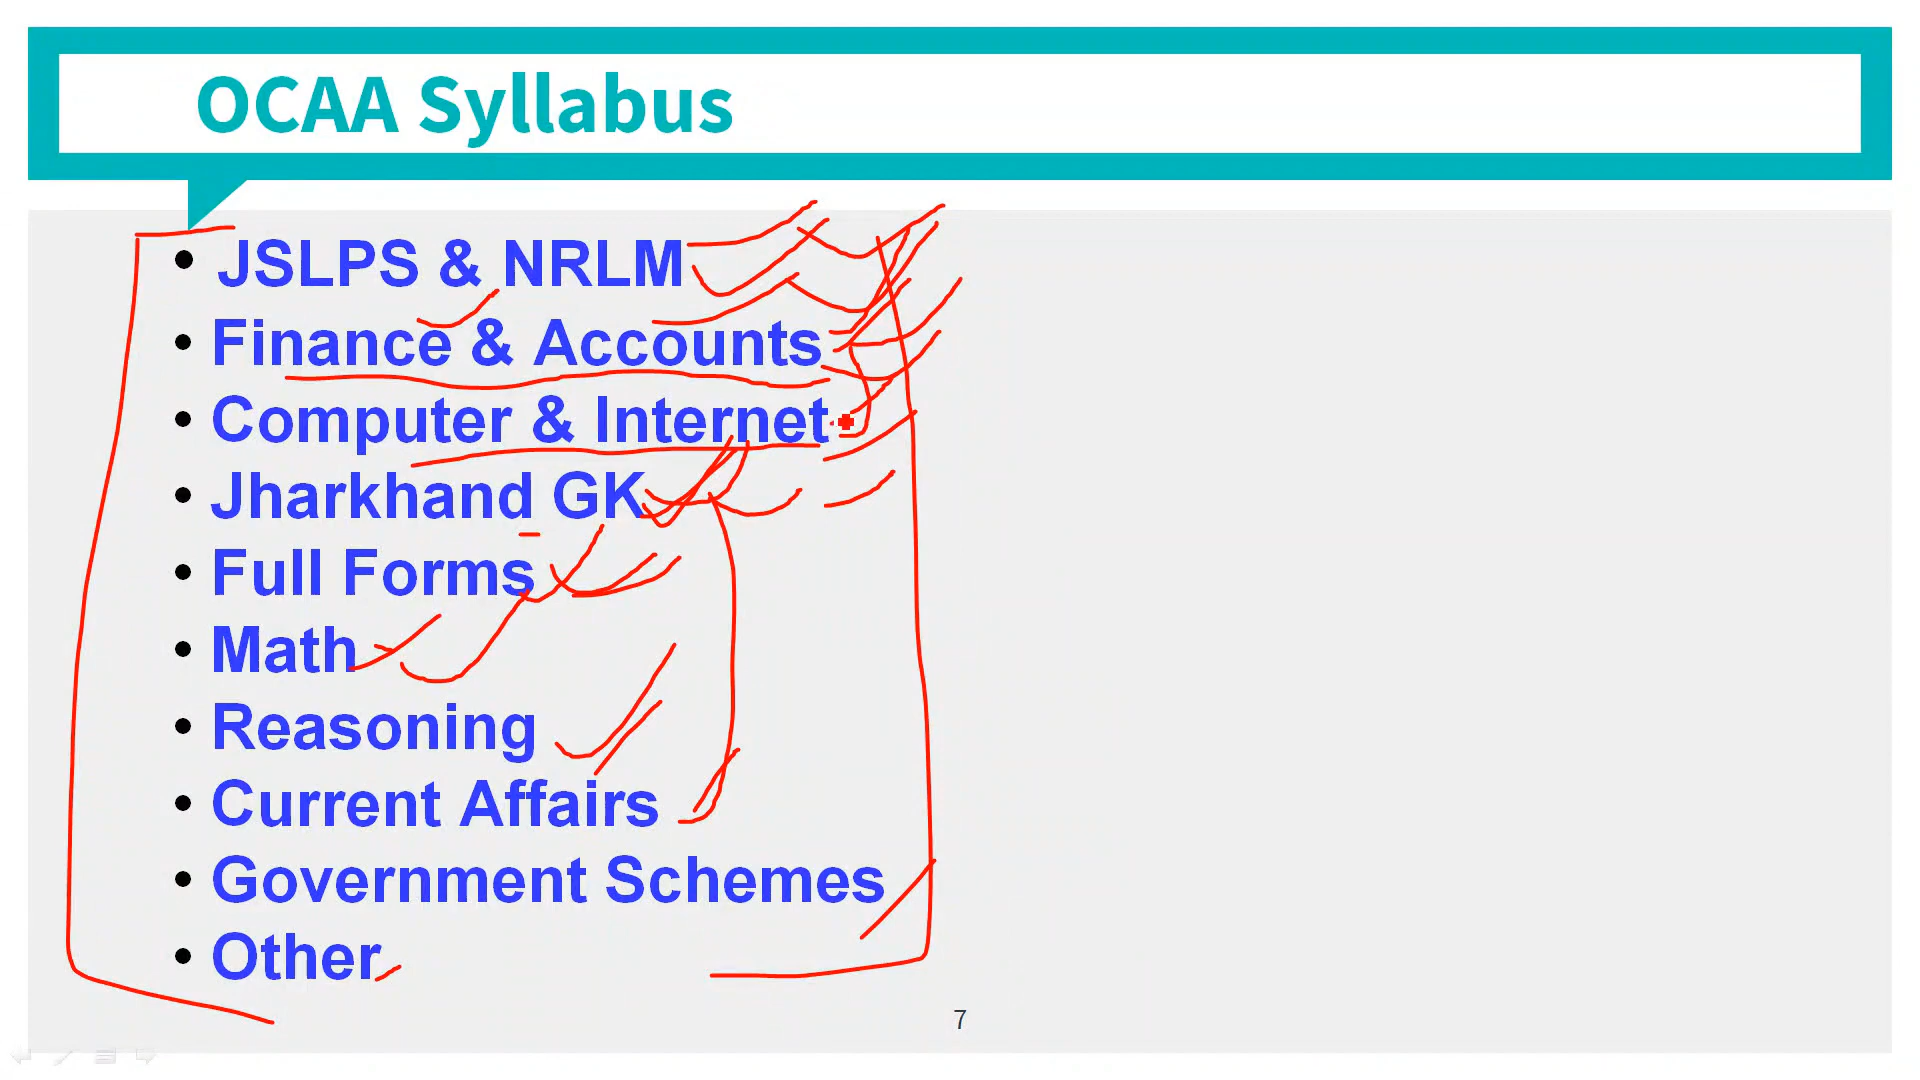 OCAA Syllabus
• JSLPS & NRLM
• Finance & Accounts
• Computer & Internet
• Jharkhand GK
• Full Forms
• Math
• Reasoning
• Current Affairs
• Government Schemes
• Other
7